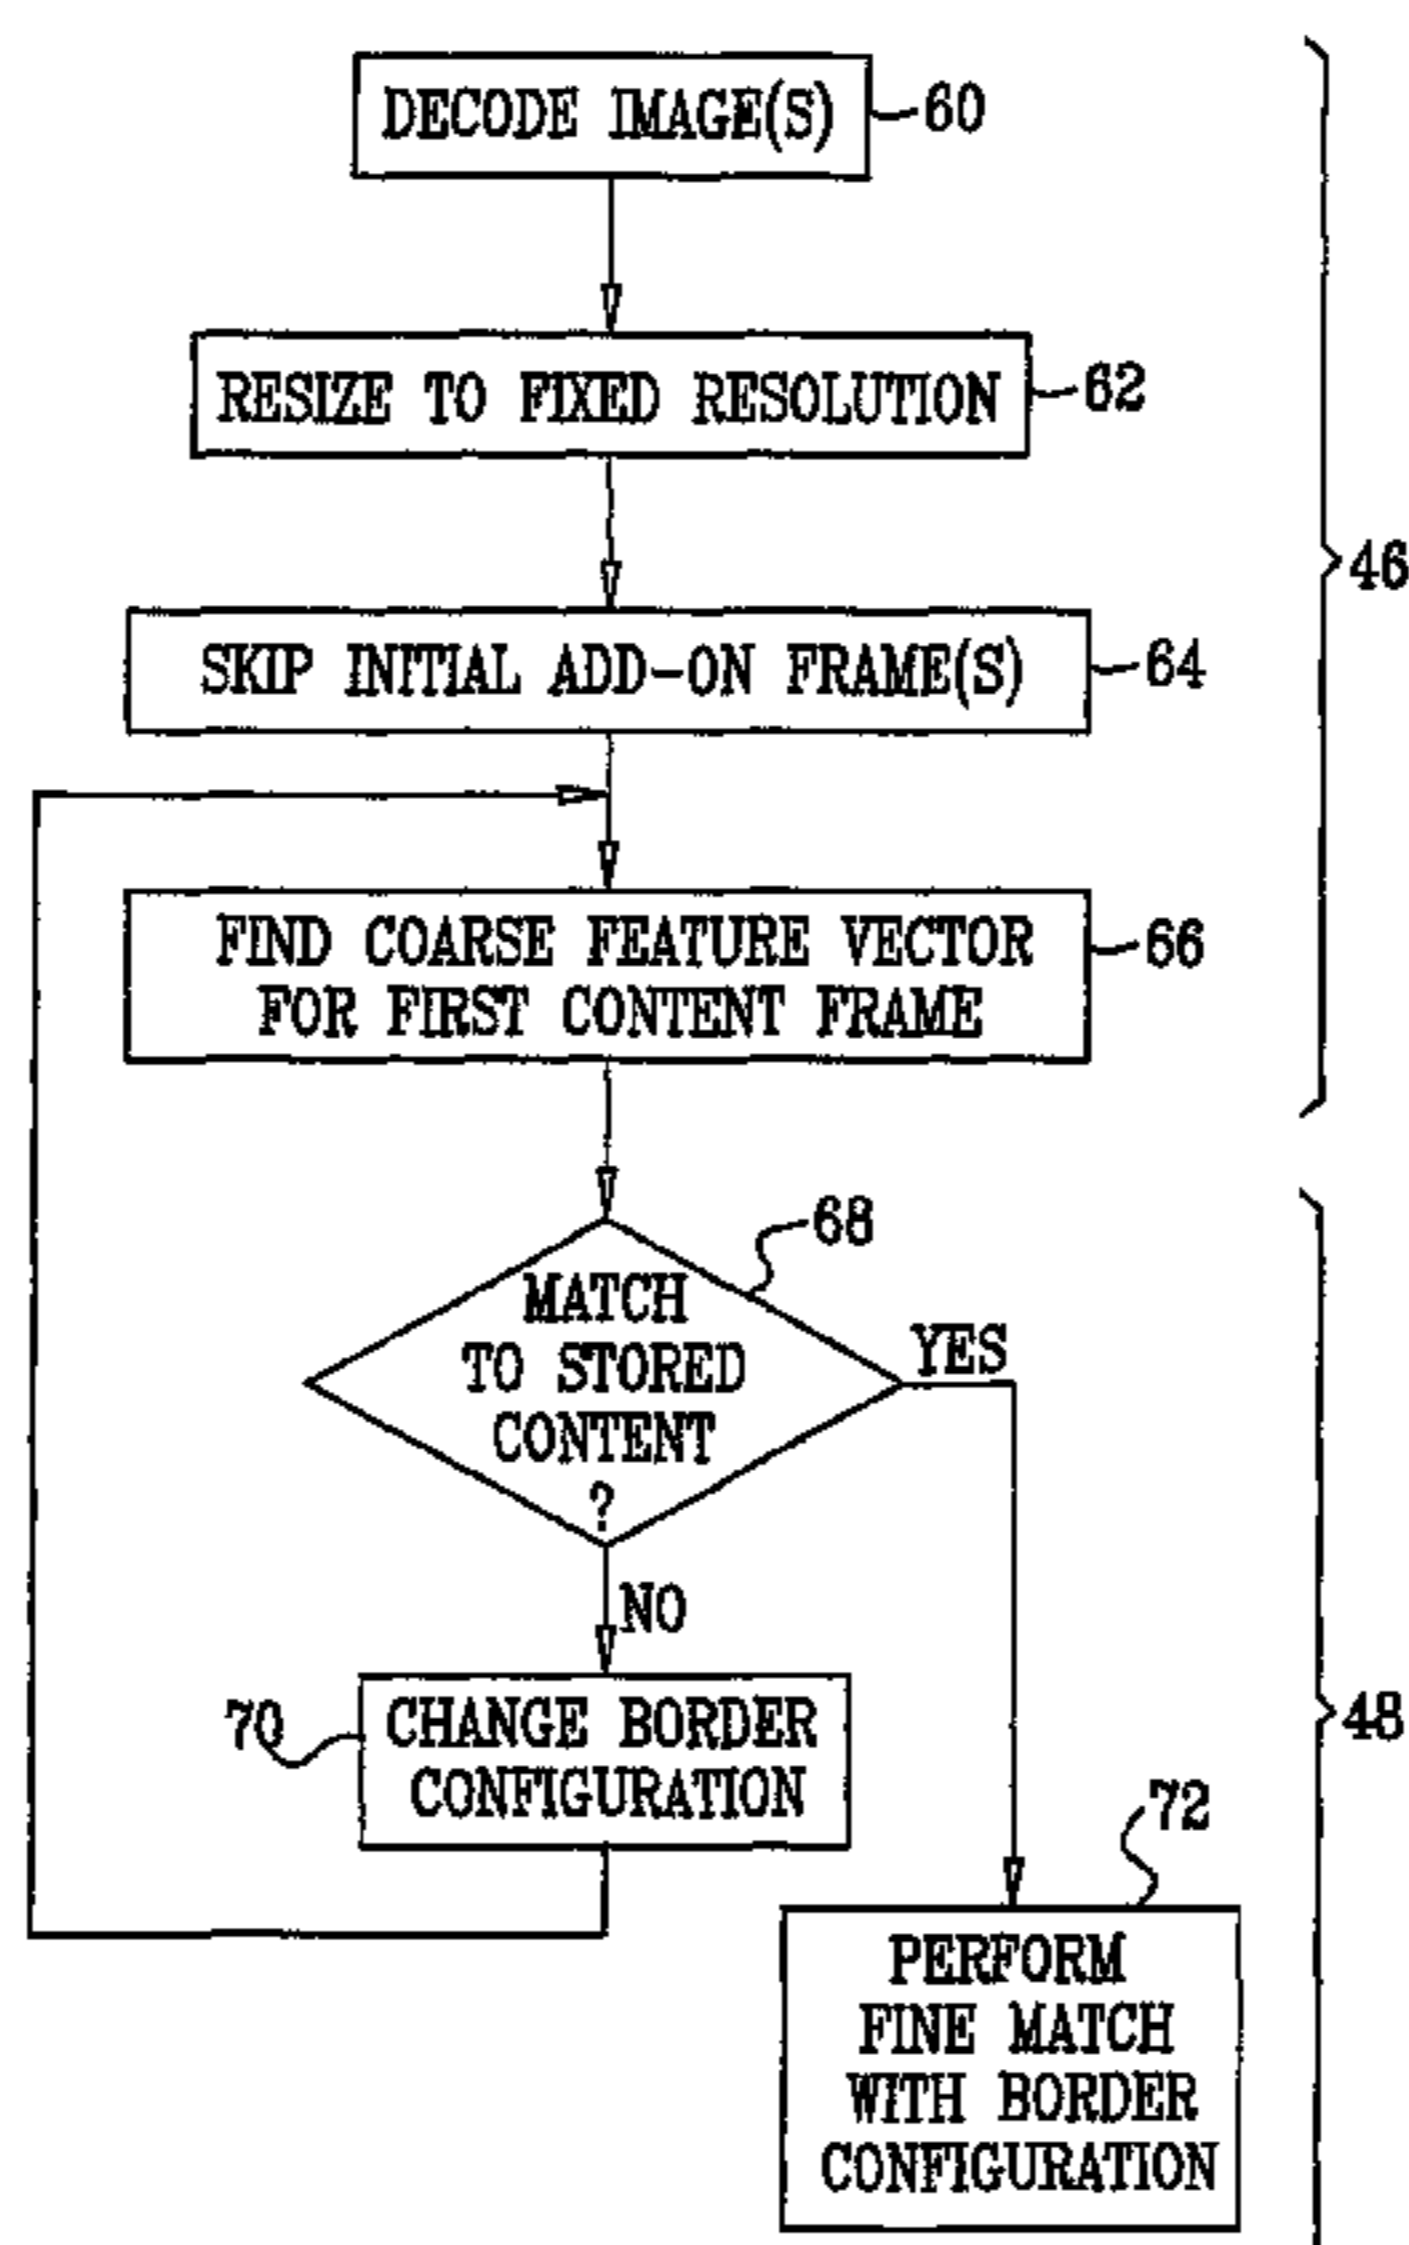 DECODE IMAGE(S)
60
RESIZE TO FIXED RESOLUTION
62
46
SKIP INITIAL ADD-ON FRAME(S)
64
FIND COARSE FEATURE VECTOR
FOR FIRST CONTENT FRAME
66
68
MATCH
TO STORED
CONTENT
?
YES
NO
70
CHANGE BORDER
CONFIGURATION
48
72
PERFORM
FINE MATCH
WITH BORDER
CONFIGURATION